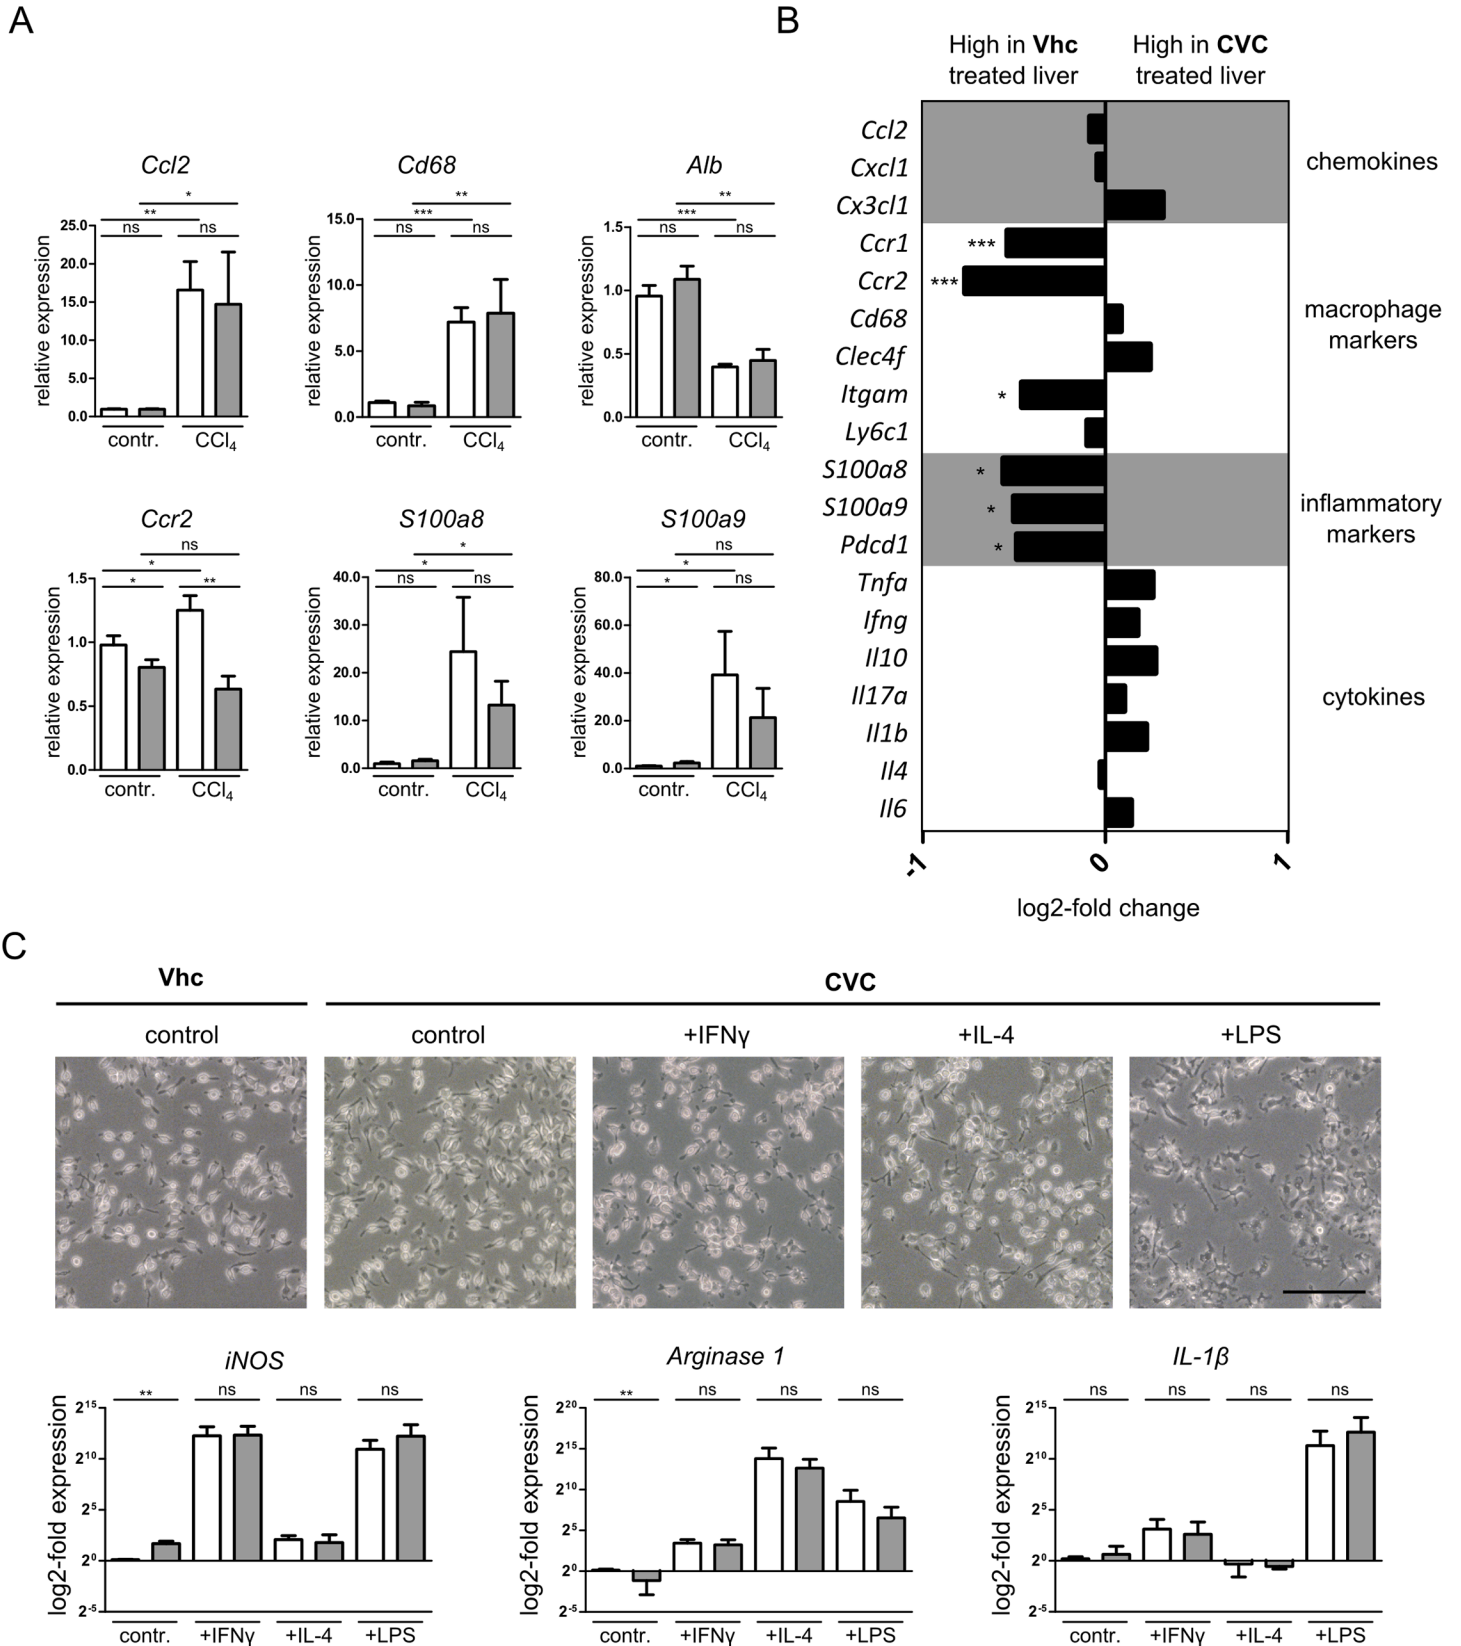 A
Ccl2
* ** ns ns
relative expression
25.0
20.0
15.0
10.0
5.0
0.0
contr. CCl4
Cd68
** *** ns ns
relative expression
15.0
10.0
5.0
0.0
contr. CCl4
Alb
** *** ns ns
relative expression
1.5
1.0
0.5
0.0
contr. CCl4
Ccr2
ns * * **
relative expression
1.5
1.0
0.5
0.0
contr. CCl4
S100a8
* * ns ns
relative expression
40.0
30.0
20.0
10.0
0.0
contr. CCl4
S100a9
ns * * ns
relative expression
80.0
60.0
40.0
20.0
0.0
contr. CCl4
B
High in Vhc
treated liver
High in CVC
treated liver
Ccl2
Cxcl1
Cx3cl1
chemokines
Ccr1 ***
Ccr2 ***
Cd68
Clec4f
Itgam *
Ly6c1
macrophage
markers
S100a8 *
S100a9 *
Pdcd1 *
inflammatory
markers
Tnfa
Ifng
Il10
Il17a
Il1b
Il4
Il6
cytokines
-1 0 1
log2-fold change
C
Vhc CVC
control control +IFNγ +IL-4 +LPS
iNOS
** ns ns ns
log2-fold expression
2^15
2^10
2^5
2^0
2^-5
contr. +IFNγ +IL-4 +LPS
Arginase 1
** ns ns ns
log2-fold expression
2^20
2^15
2^10
2^5
2^0
2^-5
contr. +IFNγ +IL-4 +LPS
IL-1β
ns ns ns ns
log2-fold expression
2^15
2^10
2^5
2^0
2^-5
contr. +IFNγ +IL-4 +LPS